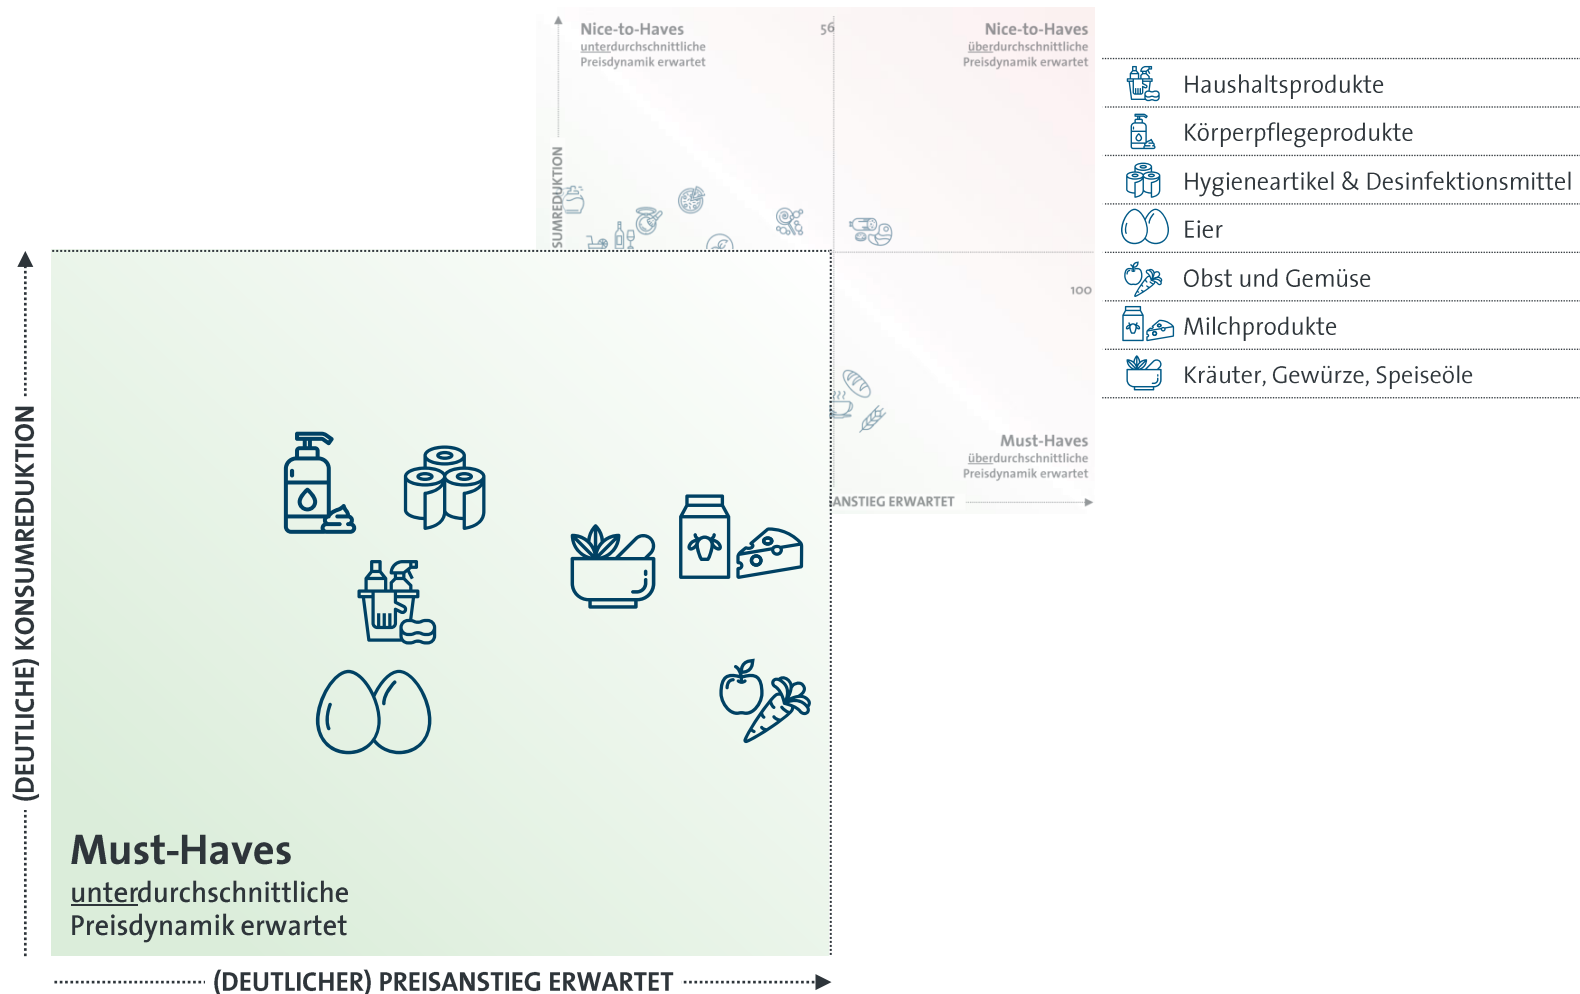 Nice-to-Haves
unterdurchschnittliche
Preisdynamik erwartet
56
Nice-to-Haves
überdurchschnittliche
Preisdynamik erwartet
SUMREDUKTION
100
Must-Haves
überdurchschnittliche
Preisdynamik erwartet
ANSTIEG ERWARTET
Haushaltsprodukte
Körperpflegeprodukte
Hygieneartikel & Desinfektionsmittel
Eier
Obst und Gemüse
Milchprodukte
Kräuter, Gewürze, Speiseöle
(DEUTLICHE) KONSUMREDUKTION
Must-Haves
unterdurchschnittliche
Preisdynamik erwartet
(DEUTLICHER) PREISANSTIEG ERWARTET